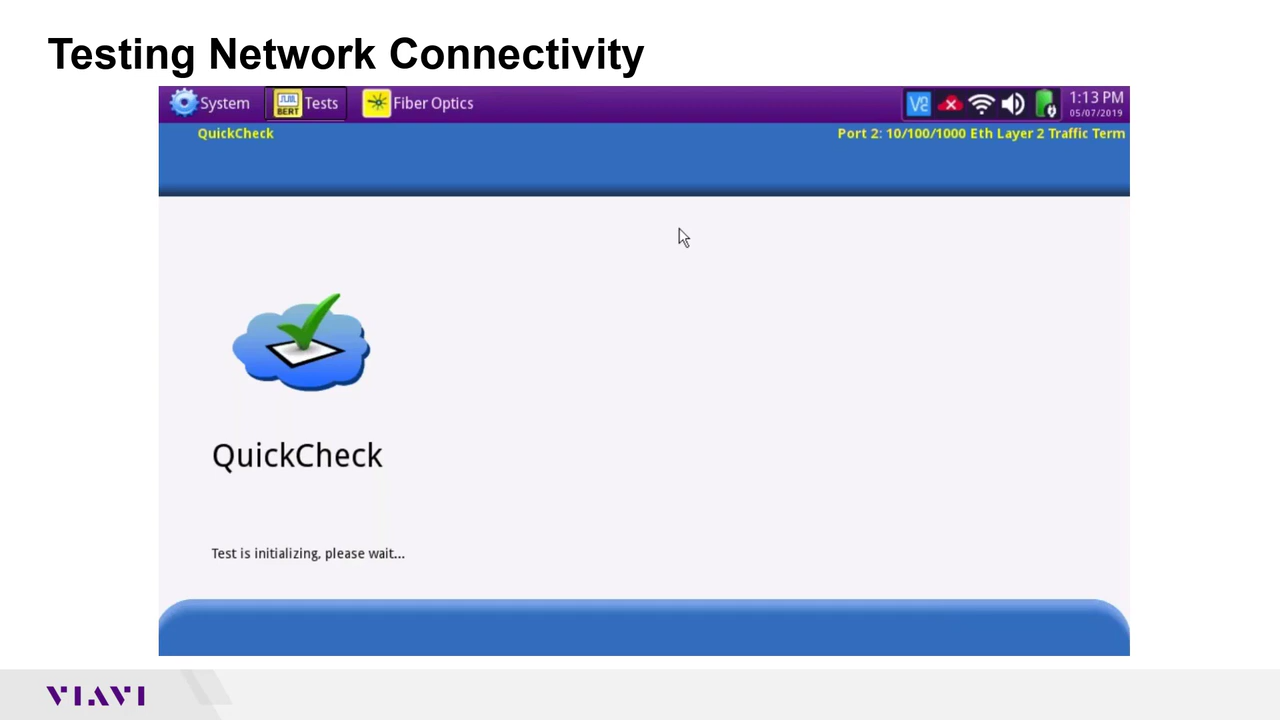 Testing Network Connectivity
System
BERT
Tests
Fiber Optics
1:13 PM
05/07/2019
QuickCheck
Port 2: 10/100/1000 Eth Layer 2 Traffic Term
QuickCheck
Test is initializing, please wait...
VIAVI